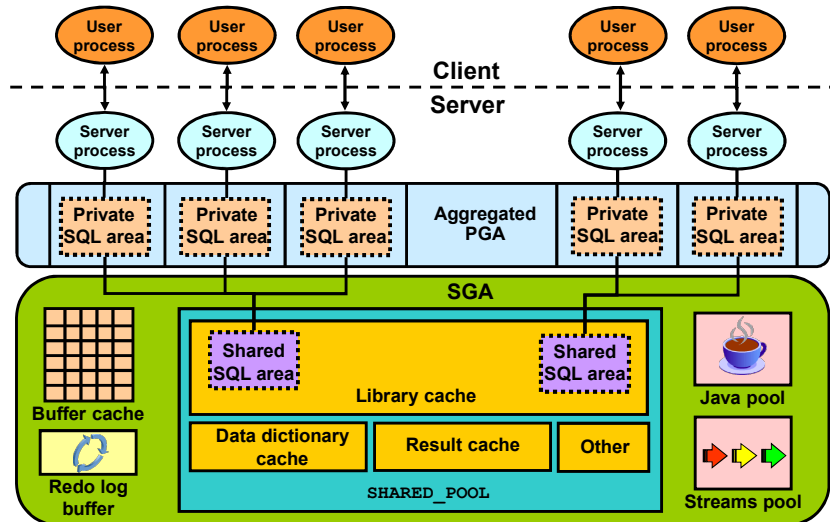 User
process
User
process
User
process
User
process
User
process
Client
Server
Server
process
Server
process
Server
process
Server
process
Server
process
Private
SQL area
Private
SQL area
Private
SQL area
Aggregated
PGA
Private
SQL area
Private
SQL area
SGA
Shared
SQL area
Shared
SQL area
Library cache
Buffer cache
Java pool
Data dictionary
cache
Result cache
Other
Redo log
buffer
SHARED_POOL
Streams pool